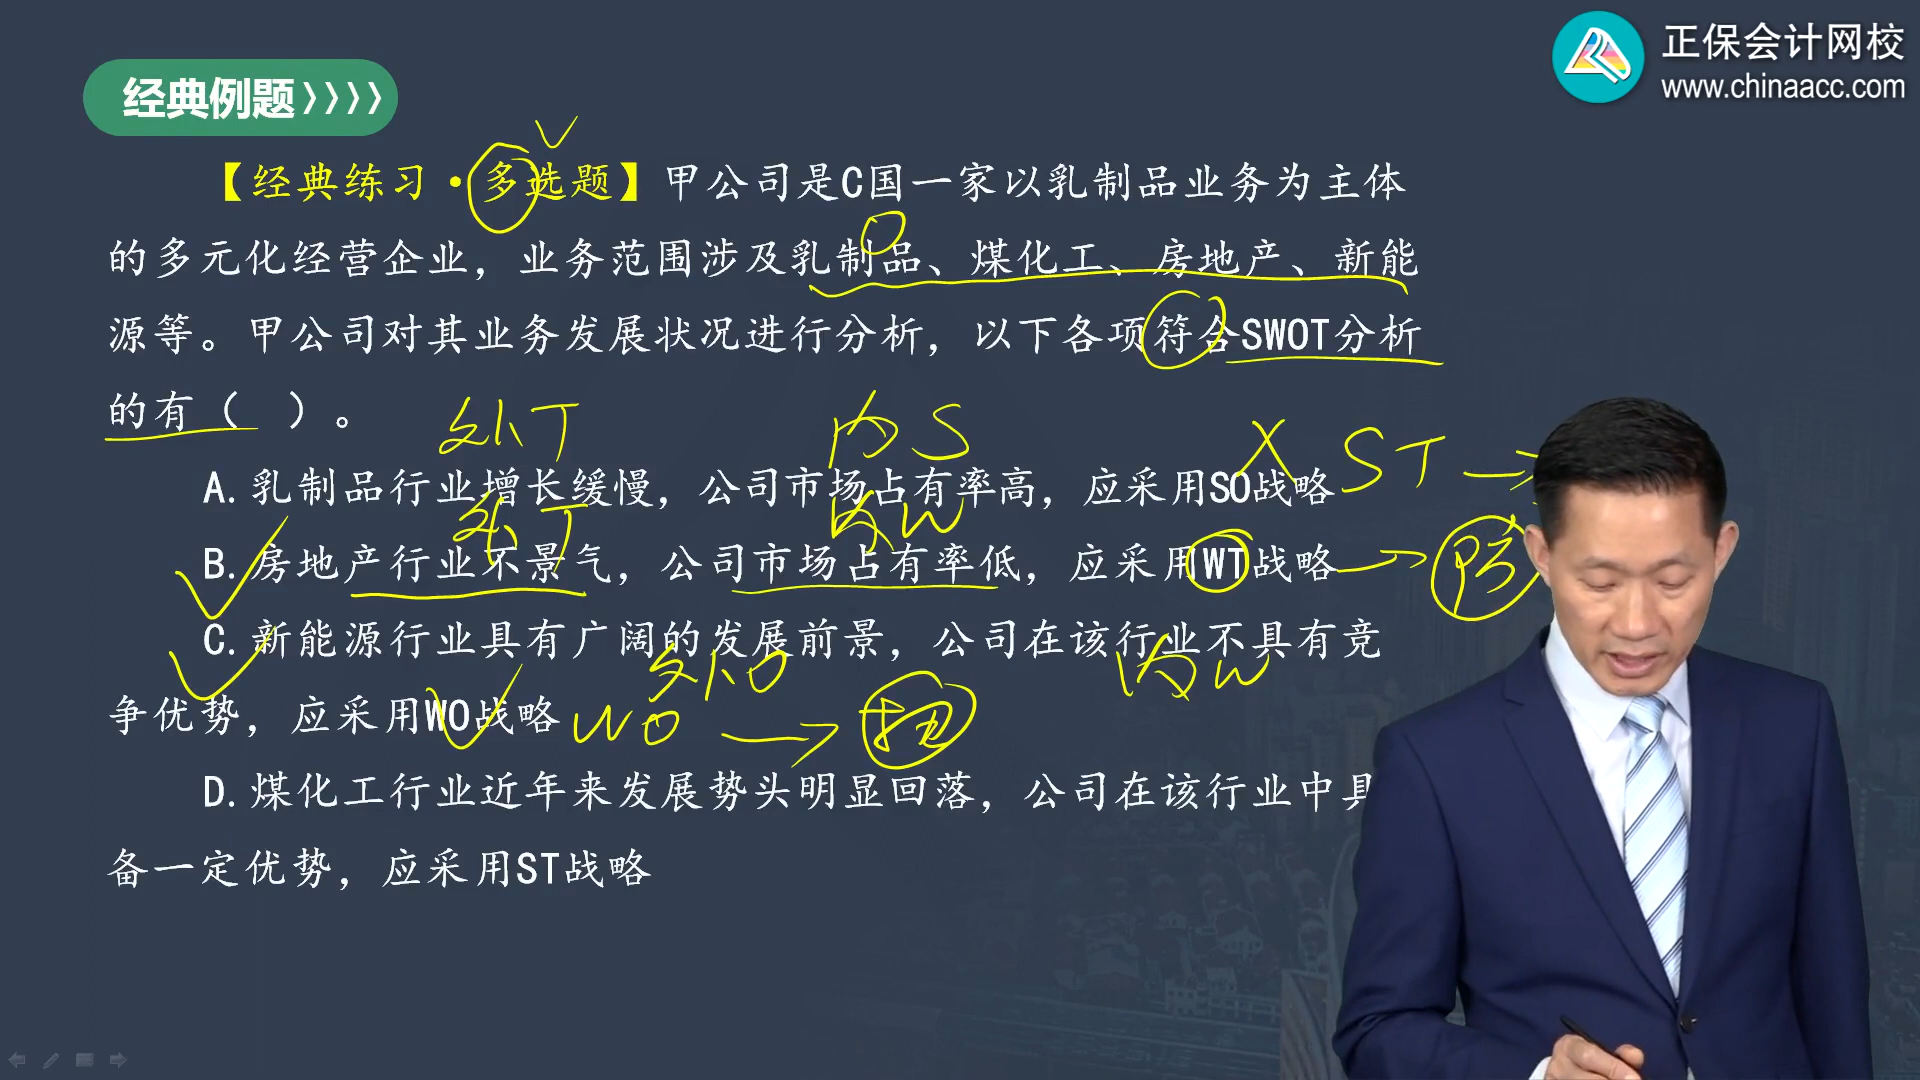 正保会计网校
www.chinaacc.com
经典例题
【经典练习·多选题】甲公司是C国一家以乳制品业务为主体
的多元化经营企业，业务范围涉及乳制品、煤化工、房地产、新能
源等。甲公司对其业务发展状况进行分析，以下各项符合SWOT分析
的有（ ）。
外T 内S
A.乳制品行业增长缓慢，公司市场占有率高，应采用SO战略 ST
外T 内W
B.房地产行业不景气，公司市场占有率低，应采用WT战略
C.新能源行业具有广阔的发展前景，公司在该行业不具有竞
外O 内W
争优势，应采用WO战略 WO 扭
D.煤化工行业近年来发展势头明显回落，公司在该行业中具
备一定优势，应采用ST战略